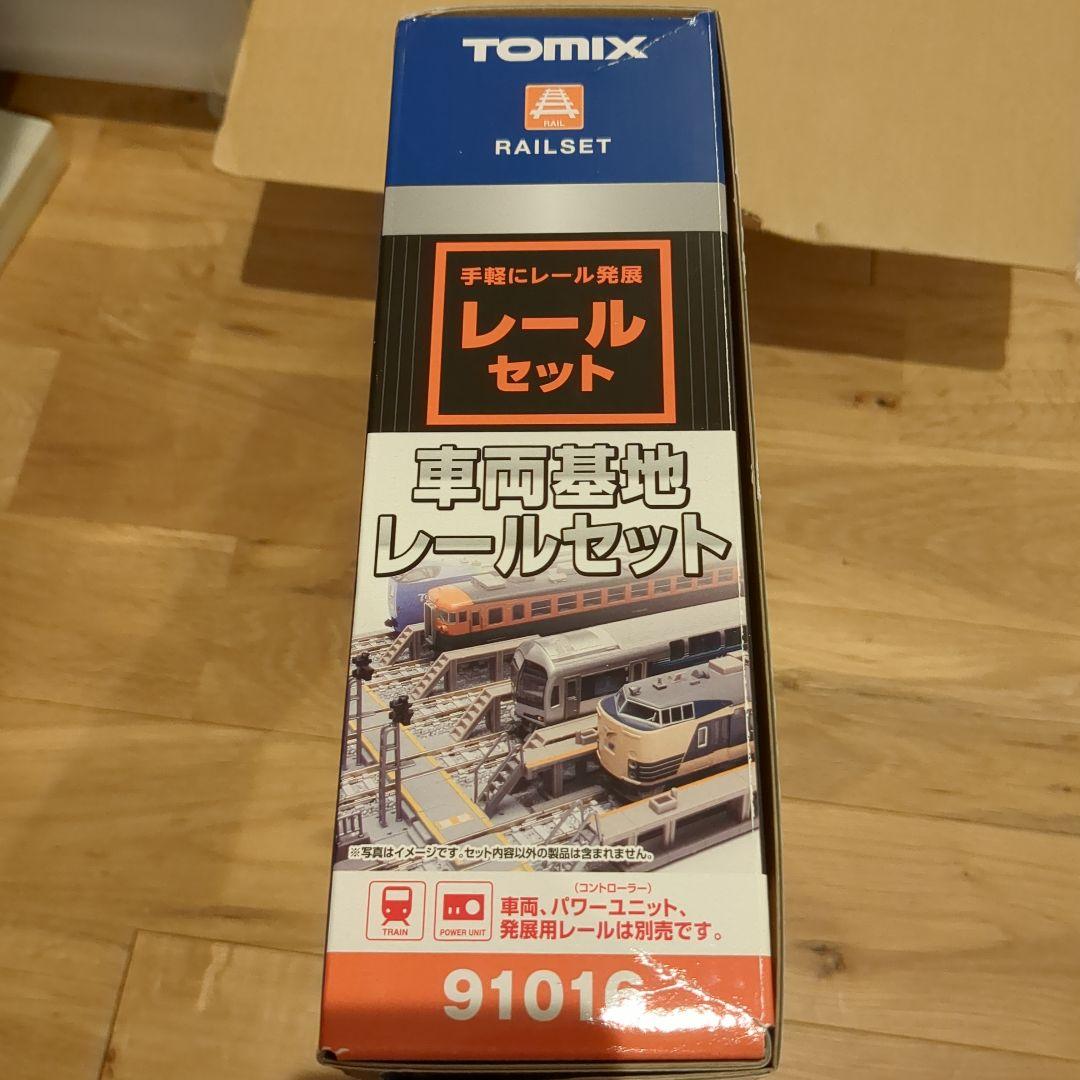 TOMIX
RAIL
RAILSET
手軽にレール発展
レール
セット
車両基地
レールセット
※写真はイメージです。セット内容以外の製品は含まれません。
TRAIN
POWER UNIT
(コントローラー)
車両、パワーユニット、
発展用レールは別売です。
91016